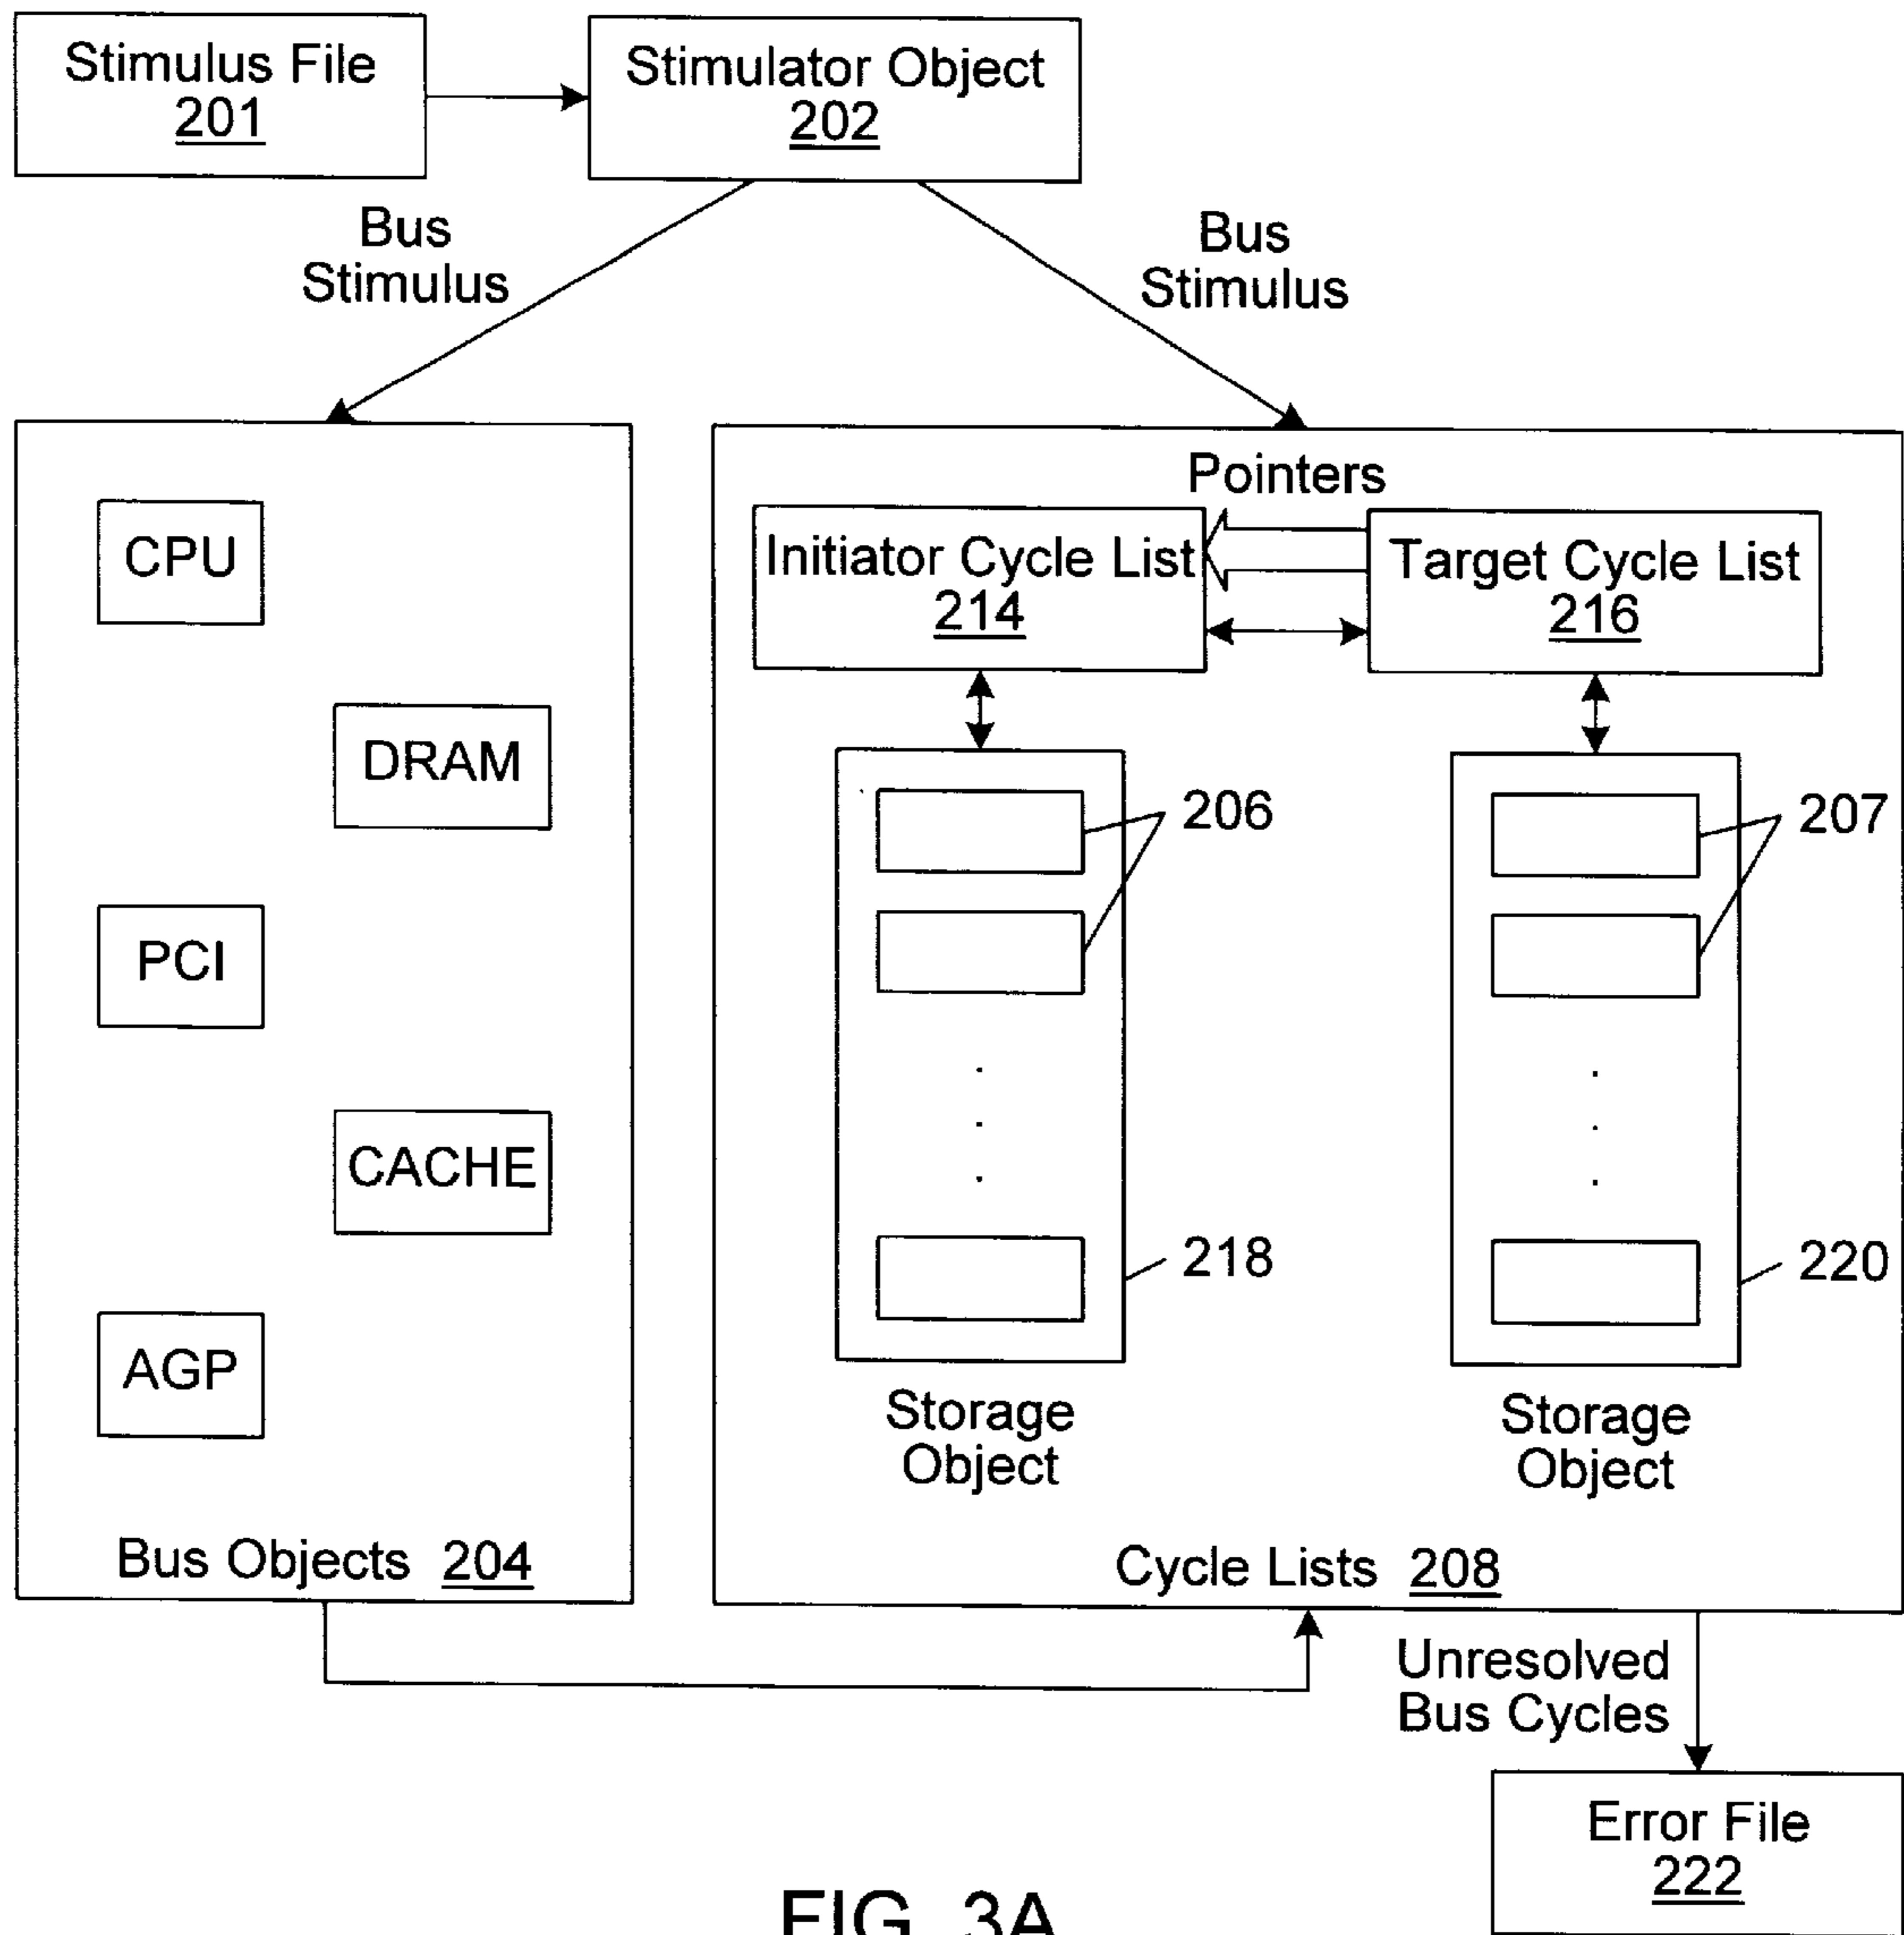 Stimulus File
201
Stimulator Object
202
Bus
Stimulus
Bus
Stimulus
CPU
DRAM
PCI
CACHE
AGP
Bus Objects 204
Pointers
Initiator Cycle List
214
Target Cycle List
216
206
207
218
220
Storage
Object
Storage
Object
Cycle Lists 208
Unresolved
Bus Cycles
Error File
222
FIG. 3A